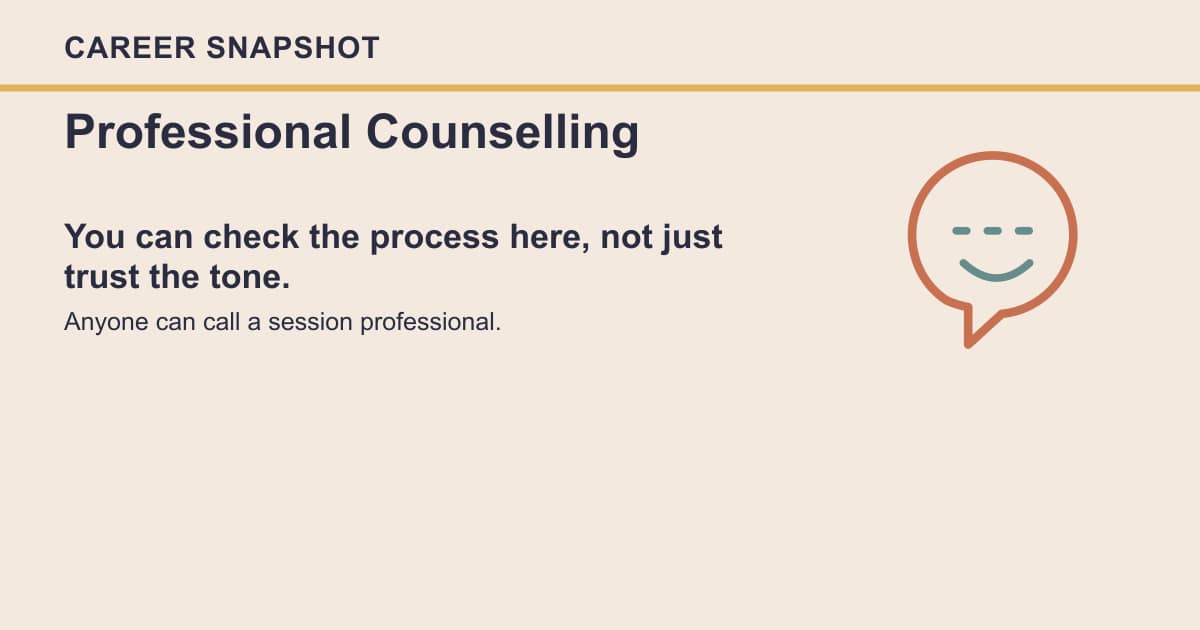 CAREER SNAPSHOT
Professional Counselling
You can check the process here, not just
trust the tone.
Anyone can call a session professional.